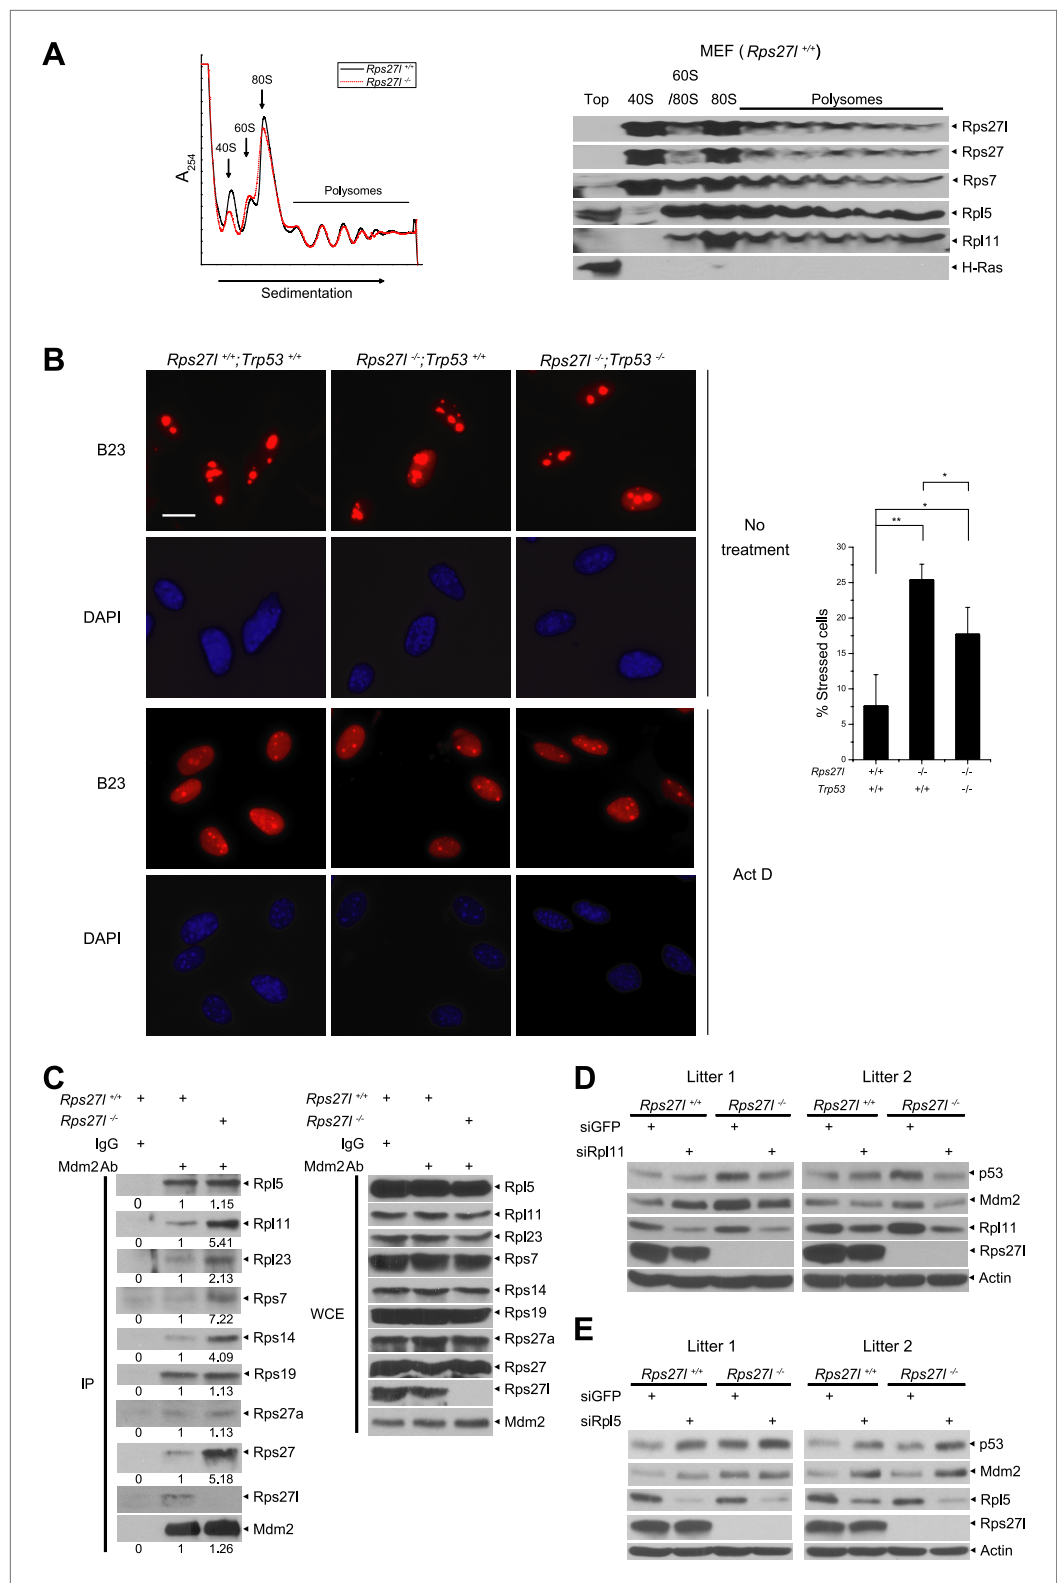 A
A254
40S
60S
80S
Rps27l +/+
Rps27l -/-
Polysomes
Sedimentation
MEF (Rps27l +/+)
60S
Top 40S /80S 80S Polysomes
Rps27l
Rps27
Rps7
Rpl5
Rpl11
H-Ras
B
Rps27l +/+;Trp53 +/+ Rps27l -/-;Trp53 +/+ Rps27l -/-;Trp53 -/-
B23
DAPI
No
treatment
B23
DAPI
Act D
*
*
**
% Stressed cells
30
25
20
15
10
5
0
Rps27l +/+ -/- -/-
Trp53 +/+ +/+ -/-
C
Rps27l +/+ + +
Rps27l -/- +
IgG +
Mdm2Ab + +
IP
Rpl5
0 1 1.15
Rpl11
0 1 5.41
Rpl23
0 1 2.13
Rps7
0 1 7.22
Rps14
0 1 4.09
Rps19
0 1 1.13
Rps27a
0 1 1.13
Rps27
0 1 5.18
Rps27l
Mdm2
0 1 1.26
Rps27l +/+ + +
Rps27l -/- +
IgG +
Mdm2Ab + +
WCE
Rpl5
Rpl11
Rpl23
Rps7
Rps14
Rps19
Rps27a
Rps27
Rps27l
Mdm2
D
Litter 1 Litter 2
Rps27l +/+ Rps27l -/- Rps27l +/+ Rps27l -/-
siGFP + + + +
siRpl11 + + + +
p53
Mdm2
Rpl11
Rps27l
Actin
E
Litter 1 Litter 2
Rps27l +/+ Rps27l -/- Rps27l +/+ Rps27l -/-
siGFP + + + +
siRpl5 + + + +
p53
Mdm2
Rpl5
Rps27l
Actin